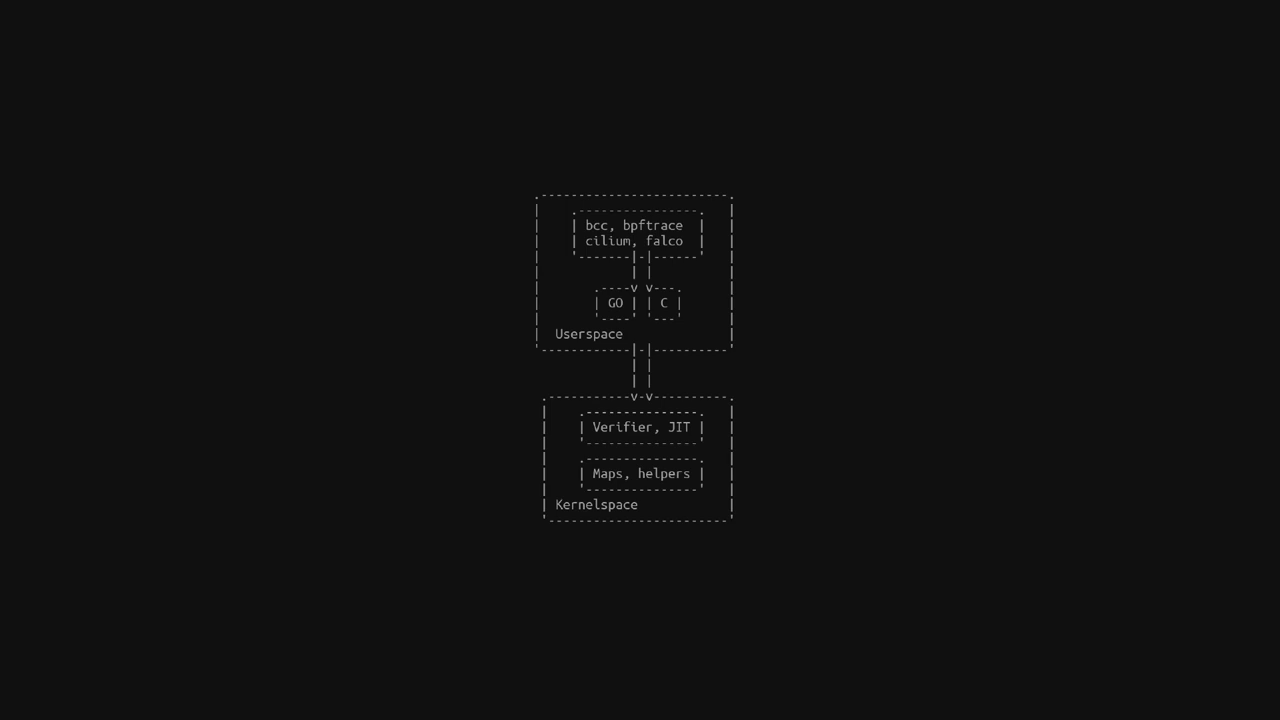 bcc, bpftrace
cilium, falco
GO C
Userspace
Verifier, JIT
Maps, helpers
Kernelspace